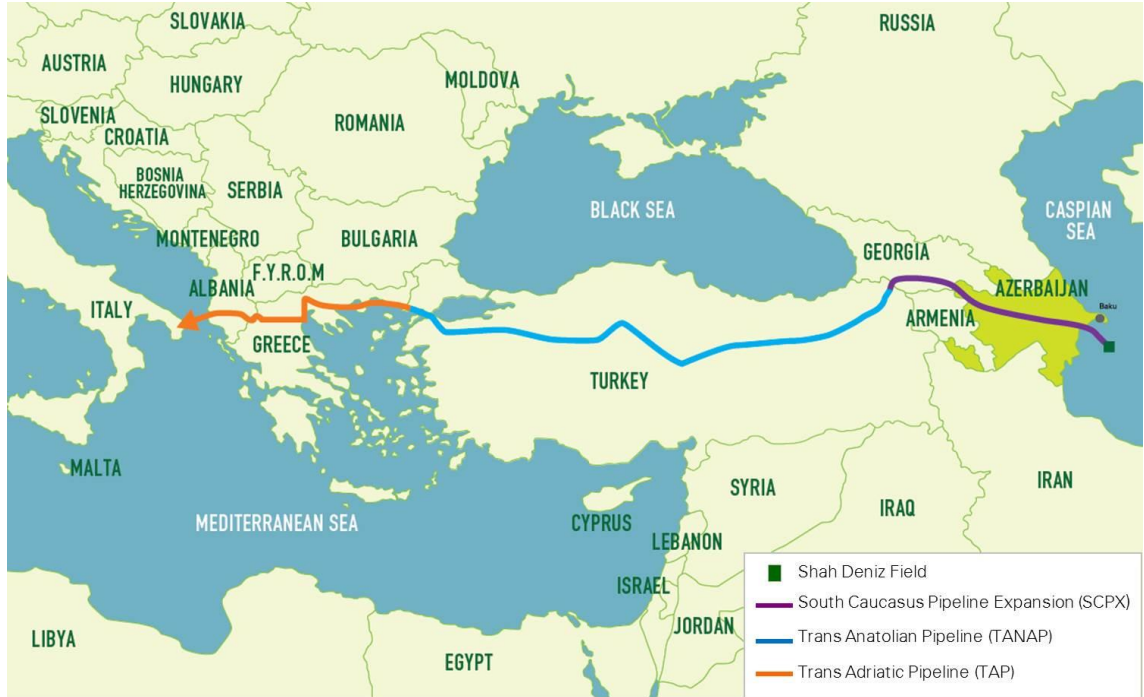 SLOVAKIA
RUSSIA
AUSTRIA
HUNGARY
MOLDOVA
SLOVENIA
CROATIA
ROMANIA
BOSNIA
HERZEGOVINA
SERBIA
BLACK SEA
CASPIAN
SEA
MONTENEGRO
BULGARIA
GEORGIA
F.Y.R.O.M
ALBANIA
AZERBAIJAN
Baku
ITALY
ARMENIA
GREECE
TURKEY
MALTA
SYRIA
IRAN
IRAQ
MEDITERRANEAN SEA
CYPRUS
LEBANON
ISRAEL
JORDAN
LIBYA
EGYPT
Shah Deniz Field
South Caucasus Pipeline Expansion (SCPX)
Trans Anatolian Pipeline (TANAP)
Trans Adriatic Pipeline (TAP)